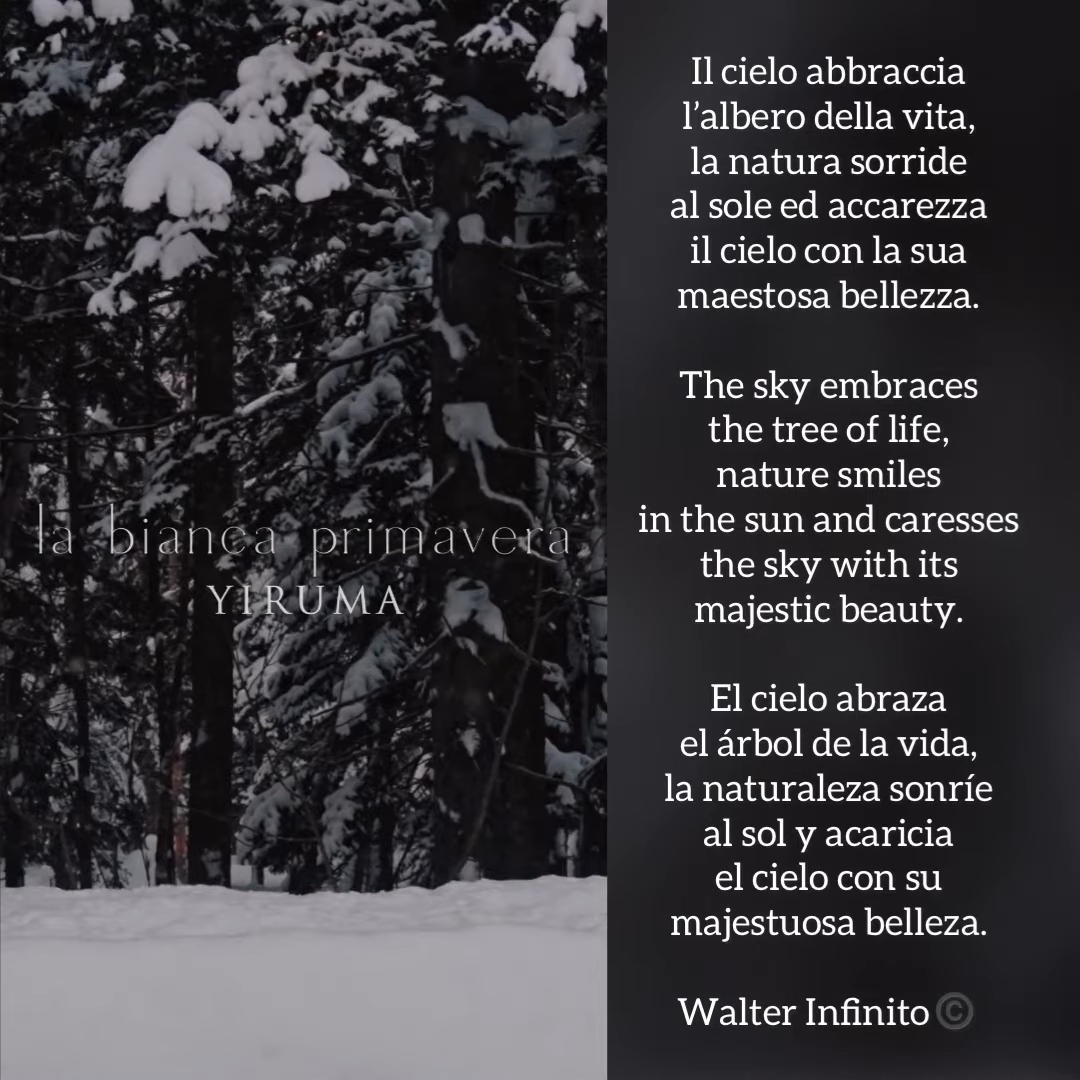 la bianca primavera
YIRUMA
Il cielo abbraccia
l’albero della vita,
la natura sorride
al sole ed accarezza
il cielo con la sua
maestosa bellezza.
The sky embraces
the tree of life,
nature smiles
in the sun and caresses
the sky with its
majestic beauty.
El cielo abraza
el árbol de la vida,
la naturaleza sonríe
al sol y acaricia
el cielo con su
majestuosa belleza.
Walter Infinito ©